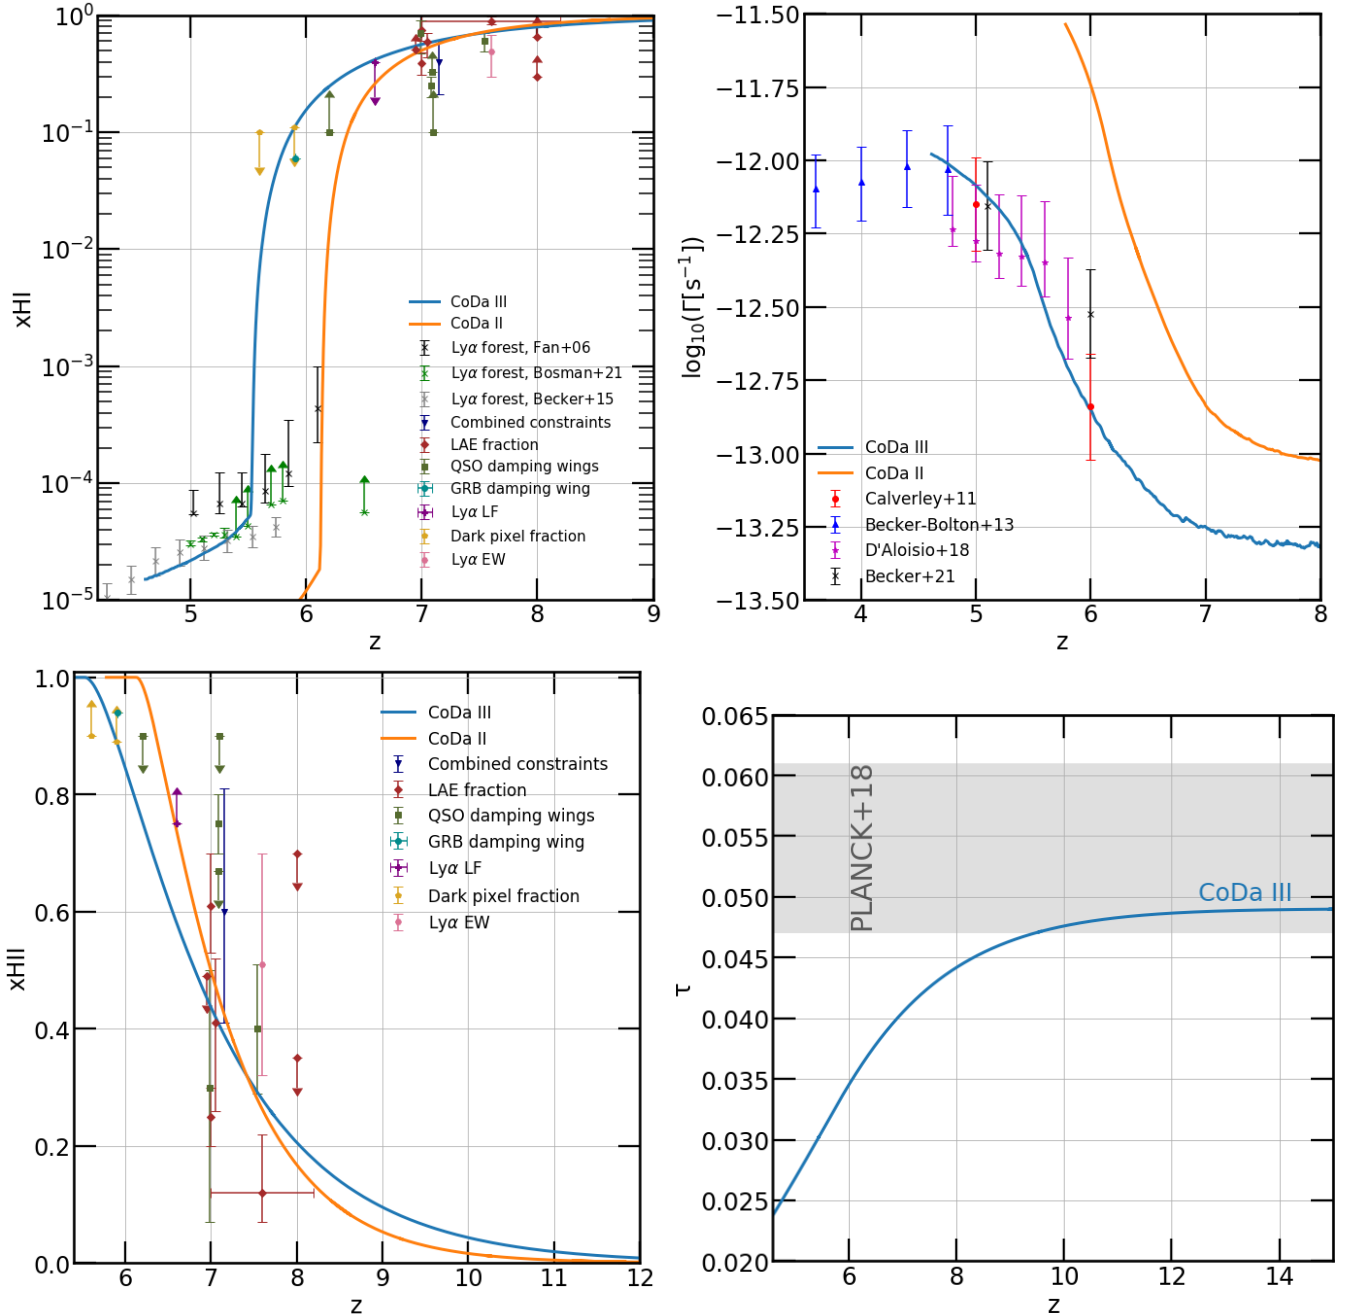 10⁰
10⁻¹
10⁻²
10⁻³
10⁻⁴
10⁻⁵
xHI
5 6 7 8 9
z
CoDa III
CoDa II
Lyα forest, Fan+06
Lyα forest, Bosman+21
Lyα forest, Becker+15
Combined constraints
LAE fraction
QSO damping wings
GRB damping wing
Lyα LF
Dark pixel fraction
Lyα EW
−11.50
−11.75
−12.00
−12.25
−12.50
−12.75
−13.00
−13.25
−13.50
log₁₀(Γ[s⁻¹])
4 5 6 7 8
z
CoDa III
CoDa II
Calverley+11
Becker-Bolton+13
D'Aloisio+18
Becker+21
1.0
0.8
0.6
0.4
0.2
0.0
xHII
6 7 8 9 10 11 12
z
CoDa III
CoDa II
Combined constraints
LAE fraction
QSO damping wings
GRB damping wing
Lyα LF
Dark pixel fraction
Lyα EW
0.065
0.060
0.055
0.050
0.045
0.040
0.035
0.030
0.025
0.020
τ
PLANCK+18
CoDa III
6 8 10 12 14
z